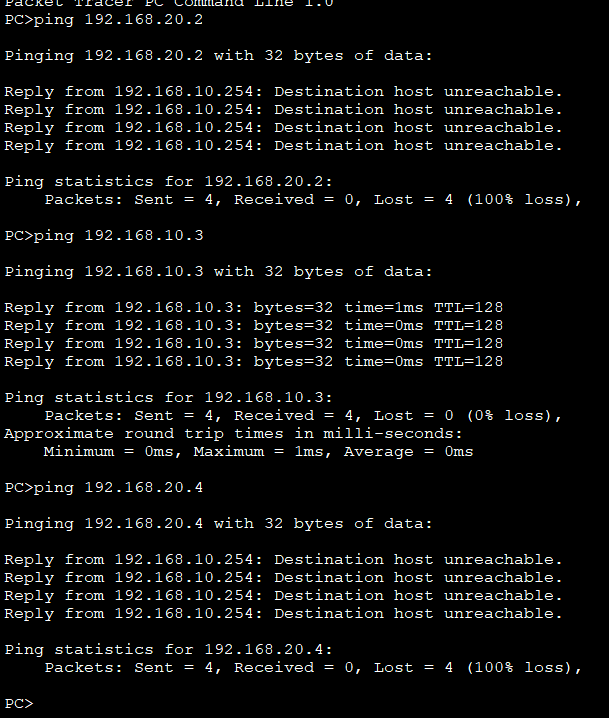 Packet Tracer PC Command Line 1.0
PC>ping 192.168.20.2
Pinging 192.168.20.2 with 32 bytes of data:
Reply from 192.168.10.254: Destination host unreachable.
Reply from 192.168.10.254: Destination host unreachable.
Reply from 192.168.10.254: Destination host unreachable.
Reply from 192.168.10.254: Destination host unreachable.
Ping statistics for 192.168.20.2:
    Packets: Sent = 4, Received = 0, Lost = 4 (100% loss),
PC>ping 192.168.10.3
Pinging 192.168.10.3 with 32 bytes of data:
Reply from 192.168.10.3: bytes=32 time=1ms TTL=128
Reply from 192.168.10.3: bytes=32 time=0ms TTL=128
Reply from 192.168.10.3: bytes=32 time=0ms TTL=128
Reply from 192.168.10.3: bytes=32 time=0ms TTL=128
Ping statistics for 192.168.10.3:
    Packets: Sent = 4, Received = 4, Lost = 0 (0% loss),
Approximate round trip times in milli-seconds:
    Minimum = 0ms, Maximum = 1ms, Average = 0ms
PC>ping 192.168.20.4
Pinging 192.168.20.4 with 32 bytes of data:
Reply from 192.168.10.254: Destination host unreachable.
Reply from 192.168.10.254: Destination host unreachable.
Reply from 192.168.10.254: Destination host unreachable.
Reply from 192.168.10.254: Destination host unreachable.
Ping statistics for 192.168.20.4:
    Packets: Sent = 4, Received = 0, Lost = 4 (100% loss),
PC>